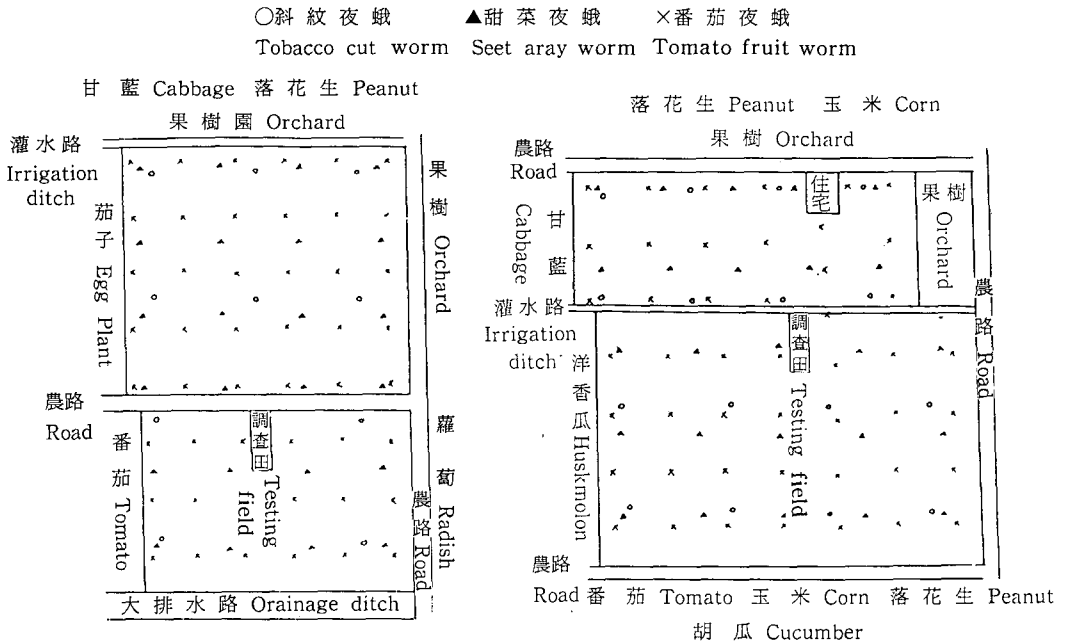 ○斜紋夜蛾 ▲甜菜夜蛾 ×番茄夜蛾
Tobacco cut worm Seet aray worm Tomato fruit worm
甘藍 Cabbage 落花生 Peanut
果樹園 Orchard
灌水路
Irrigation
ditch
茄子 Egg Plant
果樹 Orchard
農路
Road
番茄 Tomato
調查田
Testing
field
蘿蔔 Radish
農路 Road
大排水路 Orainage ditch
落花生 Peanut 玉米 Corn
果樹 Orchard
農路
Road
住宅
果樹
Orchard
甘藍
Cabbage
灌水路
Irrigation
ditch
調查田
Testing field
洋香瓜 Huskmolon
農路 Road
農路
Road 番茄 Tomato 玉米 Corn 落花生 Peanut
胡瓜 Cucumber